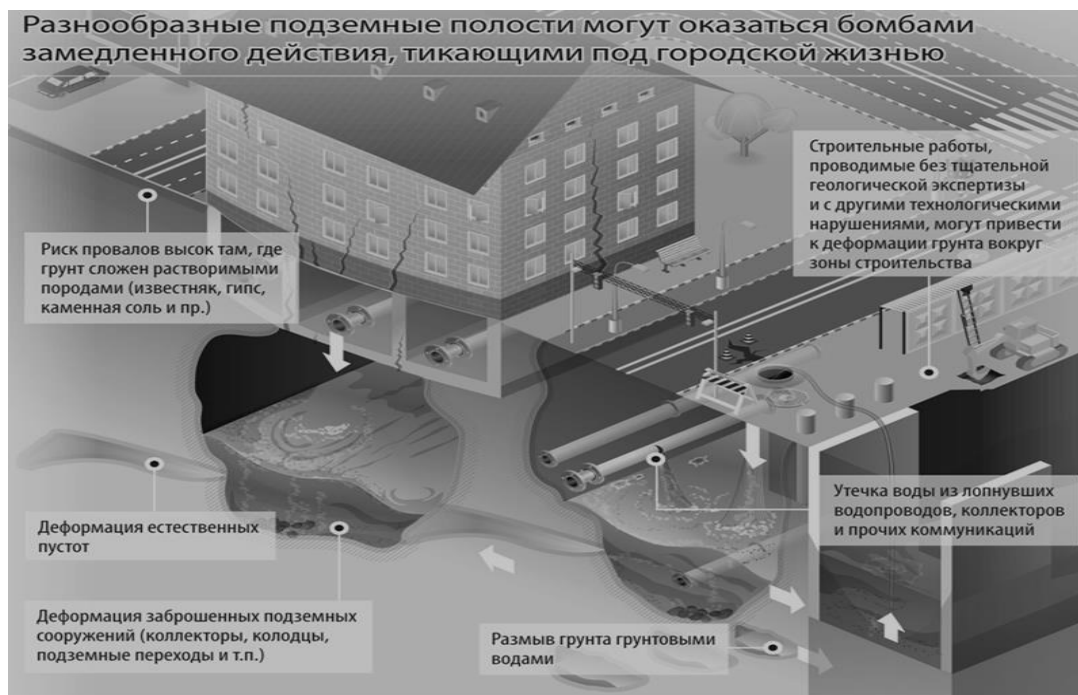 Разнообразные подземные полости могут оказаться бомбами
замедленного действия, тикающими под городской жизнью
Строительные работы,
проводимые без тщательной
геологической экспертизы
и с другими технологическими
нарушениями, могут привести
к деформации грунта вокруг
зоны строительства
Риск провалов высок там, где
грунт сложен растворимыми
породами (известняк, гипс,
каменная соль и пр.)
Утечка воды из лопнувших
водопроводов, коллекторов
и прочих коммуникаций
Деформация естественных
пустот
Деформация заброшенных подземных
сооружений (коллекторы, колодцы,
подземные переходы и т.п.)
Размыв грунта грунтовыми
водами